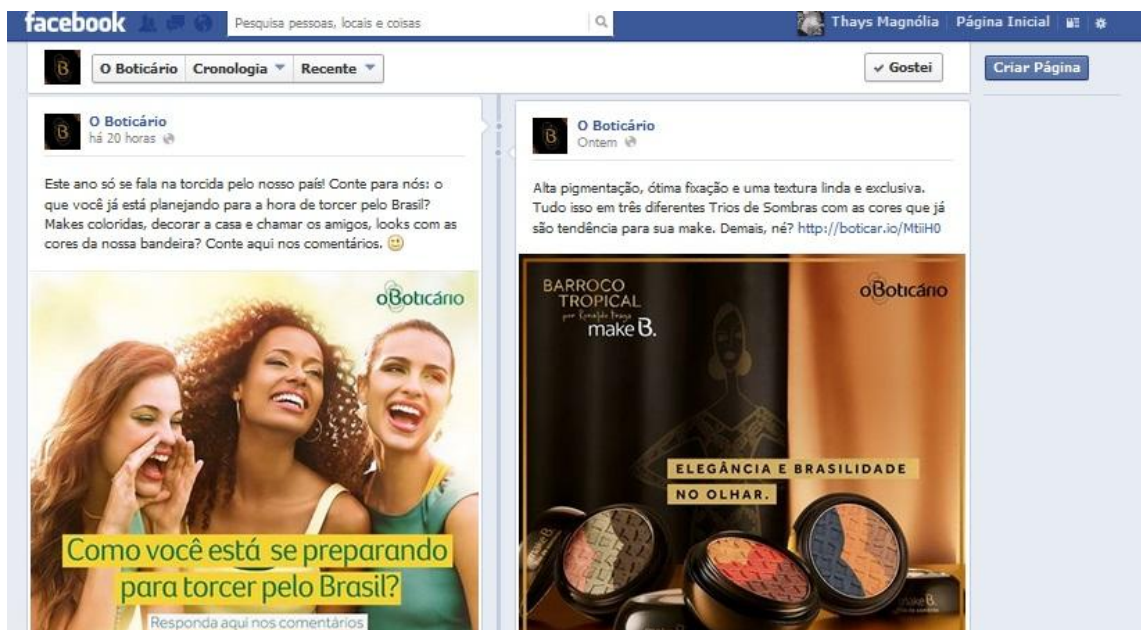 facebook
Pesquisa pessoas, locais e coisas
Thays Magnólia
Página Inicial
B
O Boticário
Cronologia
Recente
✓ Gostei
Criar Página
B
O Boticário
há 20 horas
Este ano só se fala na torcida pelo nosso país! Conte para nós: o
que você já está planejando para a hora de torcer pelo Brasil?
Makes coloridas, decorar a casa e chamar os amigos, looks com as
cores da nossa bandeira? Conte aqui nos comentários.
oBoticário
Como você está se preparando
para torcer pelo Brasil?
Responda aqui nos comentários
B
O Boticário
Ontem
Alta pigmentação, ótima fixação e uma textura linda e exclusiva.
Tudo isso em três diferentes Trios de Sombras com as cores que já
são tendência para sua make. Demais, né? http://boticar.io/MtiiH0
BARROCO
TROPICAL
por Ronaldo Fraga
make B.
oBoticário
ELEGÂNCIA E BRASILIDADE
NO OLHAR.
make B.